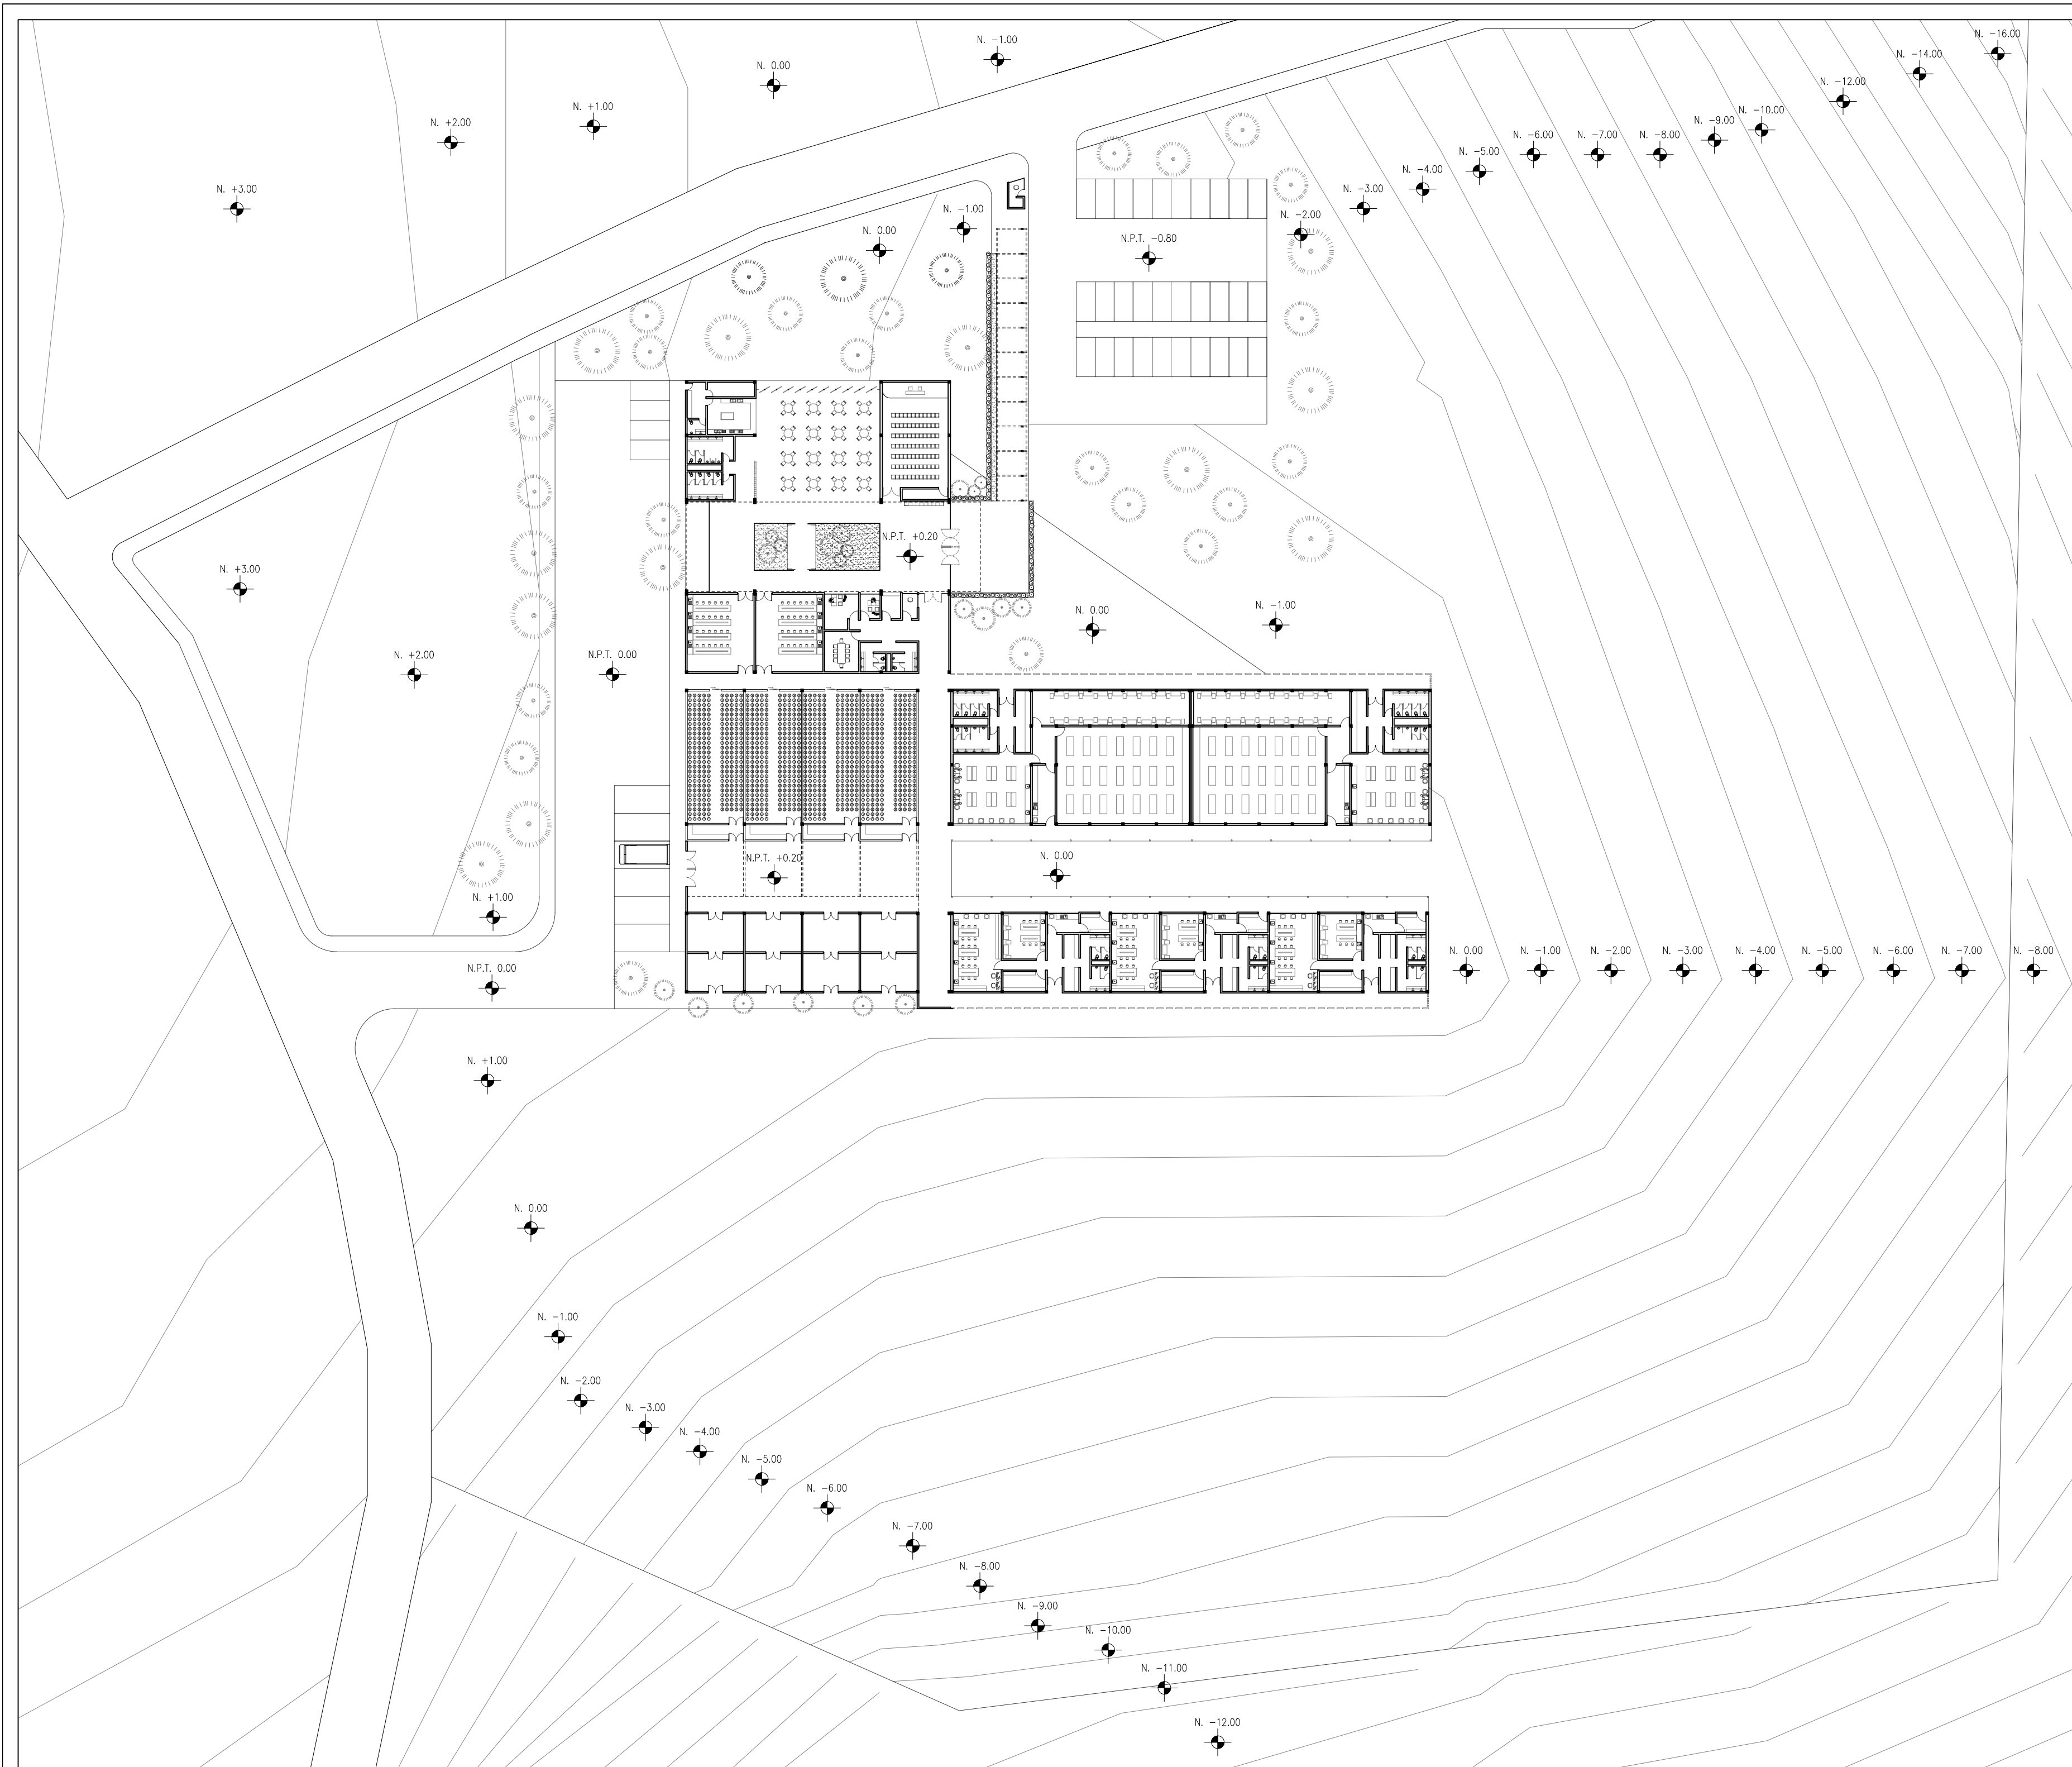 N. -1.00
N. -16.00
N. 0.00
N. -14.00
N. -12.00
N. +1.00
N. +2.00
N. -10.00
N. -9.00
N. -6.00
N. -7.00
N. -8.00
N. -5.00
N. -4.00
N. +3.00
N. -3.00
N. -1.00
N. -2.00
N. 0.00
N.P.T. -0.80
N.P.T. +0.20
N. +3.00
N. 0.00
N. -1.00
N. +2.00
N.P.T. 0.00
N.P.T. +0.20
N. 0.00
N. +1.00
N. 0.00
N. -1.00
N. -2.00
N. -3.00
N. -4.00
N. -5.00
N. -6.00
N. -7.00
N. -8.00
N.P.T. 0.00
N. +1.00
N. 0.00
N. -1.00
N. -2.00
N. -3.00
N. -4.00
N. -5.00
N. -6.00
N. -7.00
N. -8.00
N. -9.00
N. -10.00
N. -11.00
N. -12.00